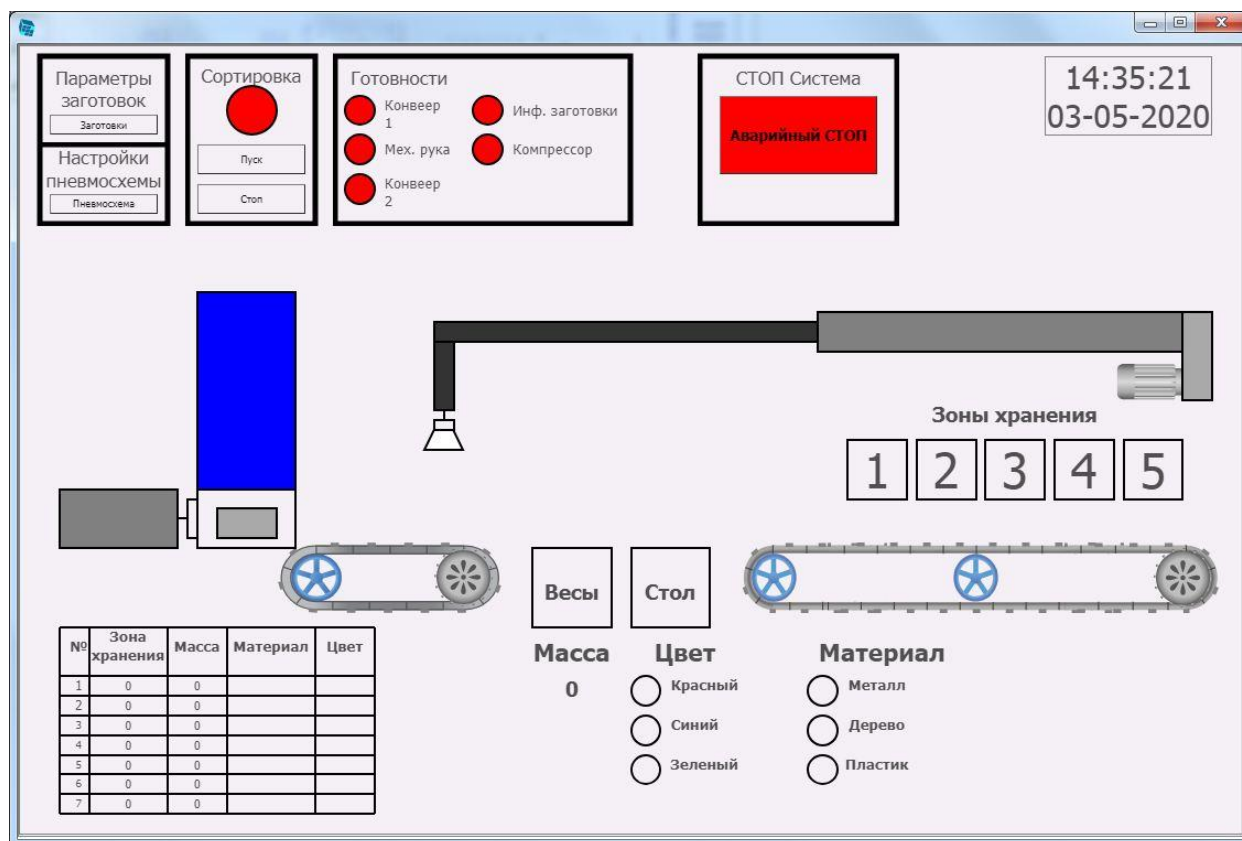 Параметры
заготовок
Заготовки
Настройки
пневмосхемы
Пневмосхема
Сортировка
Пуск
Стоп
Готовности
Конвеер
1
Мех. рука
Конвеер
2
Инф. заготовки
Компрессор
СТОП Система
Аварийный СТОП
14:35:21
03-05-2020
Зоны хранения
1 2 3 4 5
Весы
Стол
Масса
0
Цвет
Красный
Синий
Зеленый
Материал
Металл
Дерево
Пластик
№ Зона хранения Масса Материал Цвет
1 0 0
2 0 0
3 0 0
4 0 0
5 0 0
6 0 0
7 0 0